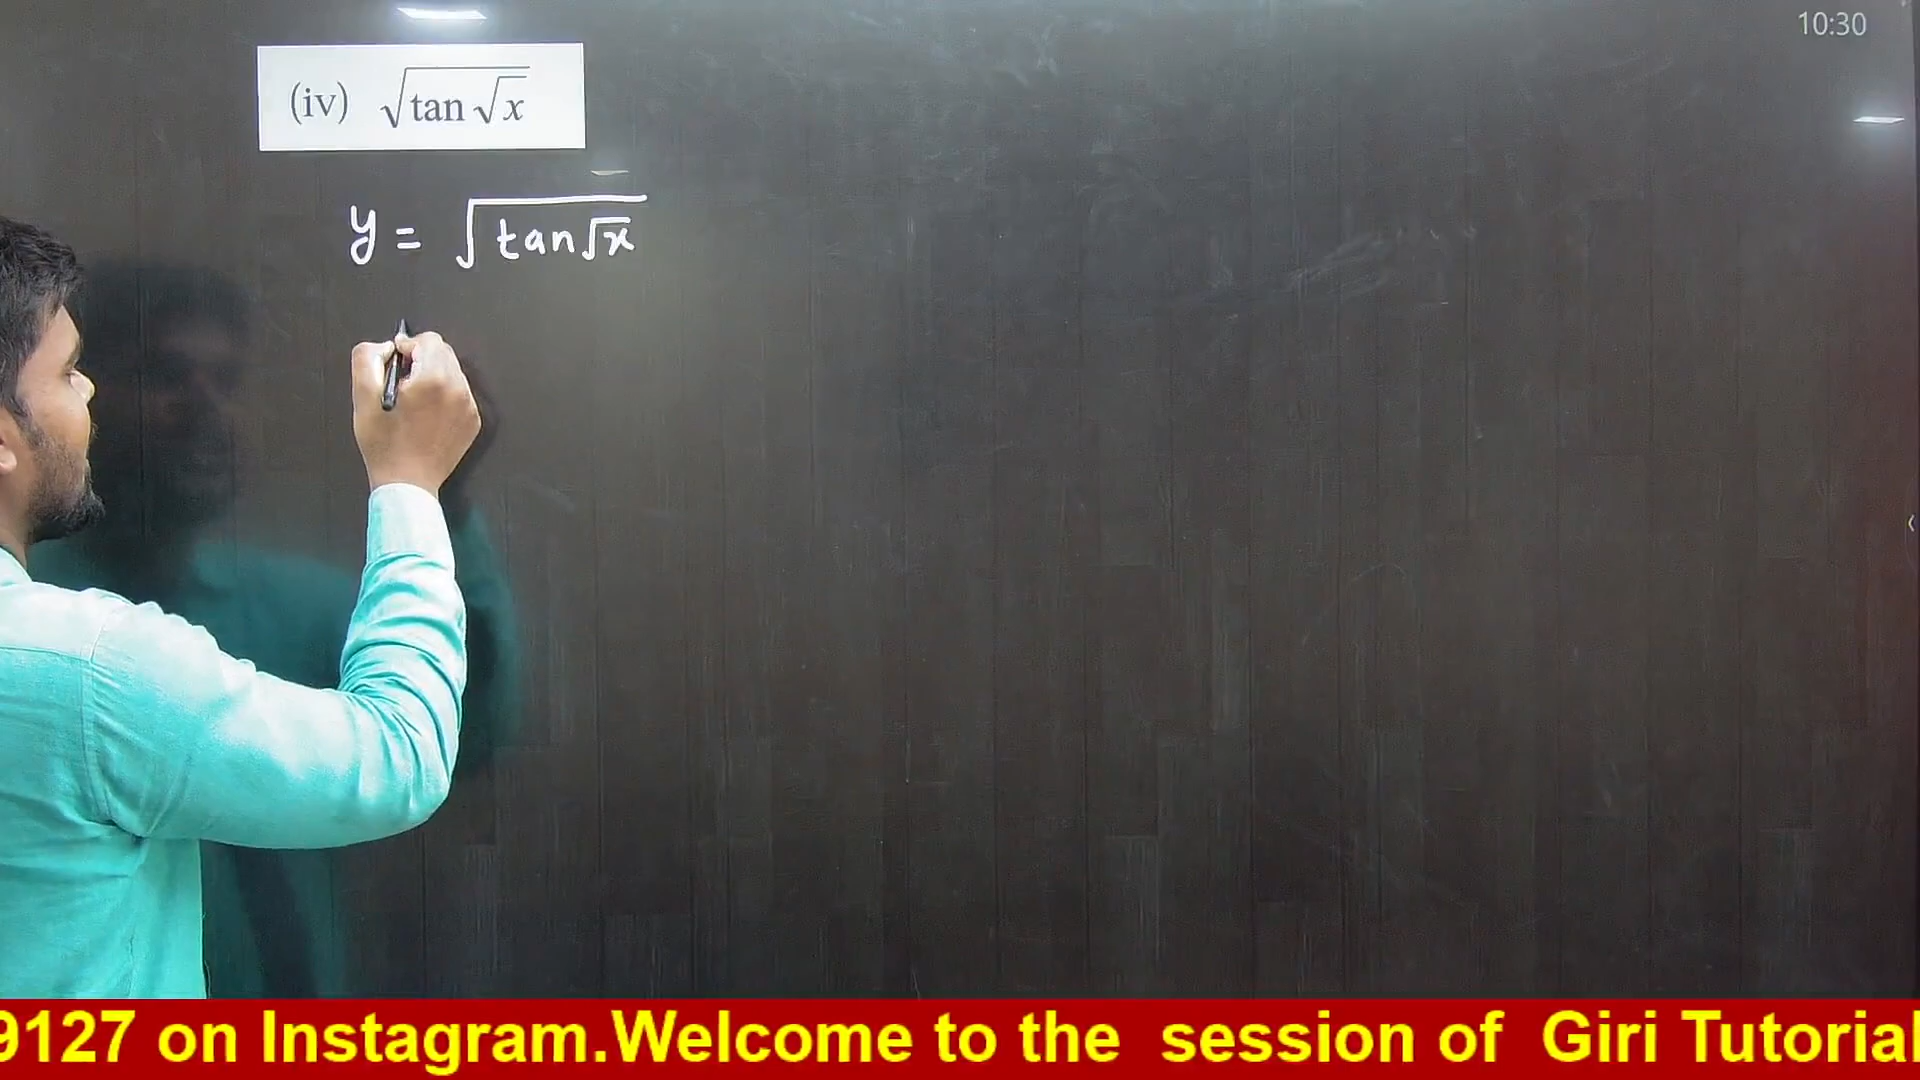 10:30
(iv) √(tan √x)
y = √(tan√x)
9127 on Instagram.Welcome to the session of Giri Tutorial